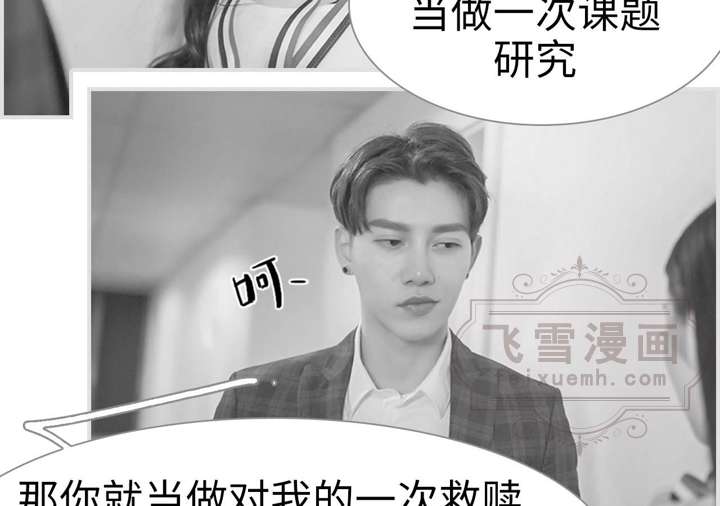 当做一次课题
研究
呵-
飞雪漫画
feixuemh.com
那你就当做对我的一次救赎